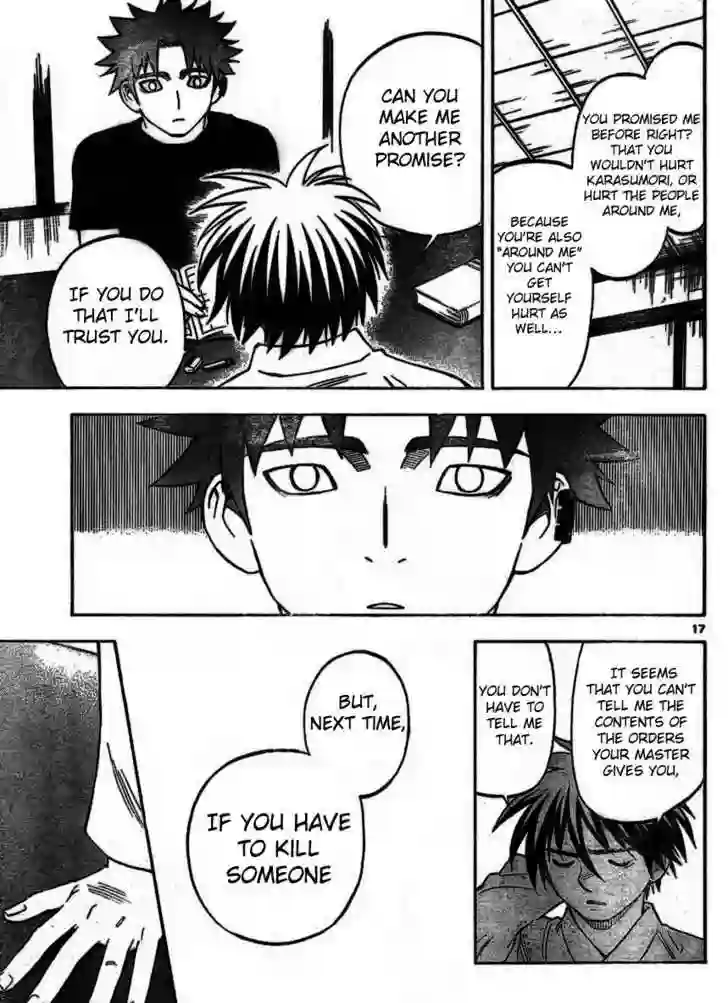 YOU PROMISED ME
BEFORE RIGHT?
THAT YOU
WOULDN'T HURT
KARASUMORI, OR
HURT THE PEOPLE
AROUND ME,
BECAUSE
YOU'RE ALSO
"AROUND ME"
YOU CAN'T
GET
YOURSELF
HURT AS
WELL...
CAN YOU
MAKE ME
ANOTHER
PROMISE?
IF YOU DO
THAT I'LL
TRUST YOU.
17
IT SEEMS
THAT YOU CAN'T
TELL ME THE
CONTENTS OF
THE ORDERS
YOUR MASTER
GIVES YOU,
YOU DON'T
HAVE TO
TELL ME
THAT.
BUT,
NEXT TIME,
IF YOU HAVE
TO KILL
SOMEONE